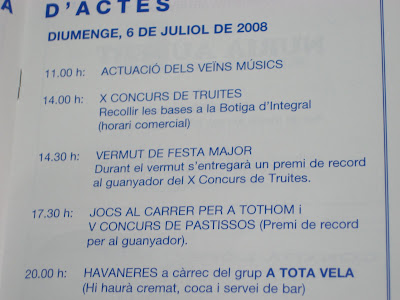 D'ACTES
DIUMENGE, 6 DE JULIOL DE 2008
11.00 h: ACTUACIÓ DELS VEÏNS MÚSICS
14.00 h: X CONCURS DE TRUITES
Recollir les bases a la Botiga d'Integral
(horari comercial)
14.30 h: VERMUT DE FESTA MAJOR
Durant el vermut s'entregarà un premi de record
al guanyador del X Concurs de Truites.
17.30 h: JOCS AL CARRER PER A TOTHOM i
V CONCURS DE PASTISSOS (Premi de record
per al guanyador).
20.00 h: HAVANERES a càrrec del grup A TOTA VELA
(Hi haurà cremat, coca i servei de bar)